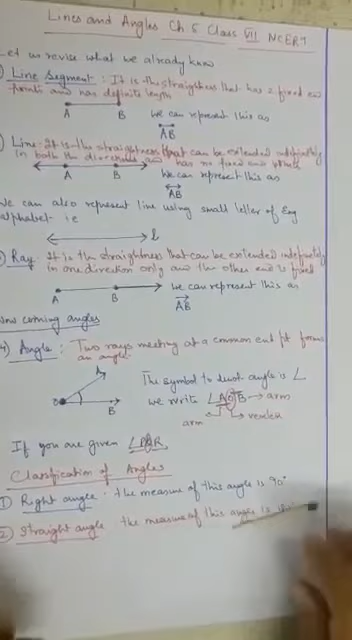 Lines and Angles Ch 5 Class VII NCERT
Let us revise what we already know
Line Segment: It is the straightness that has 2 fixed end
points and has definite length
A B We can represent this as
AB
Line: It is the straightness that can be extended indefinitely
in both the directions and has no fixed end
A B We can represent this as
AB
We can also represent line using small letter of Eng
alphabet i.e
l
Ray: It is the straightness that can be extended indefinitely
in one direction only and the other end is fixed
A B we can represent this as
AB
Now coming angles
4) Angle: Two rays meeting at a common end pt forms
an angle
A The symbol to denote angle is ∠
O B we write ∠AOB → arm
arm vertex
If you are given
Classification of Angles
① Right angle: the measure of this angle is 90°
② Straight angle the measure of this angle is